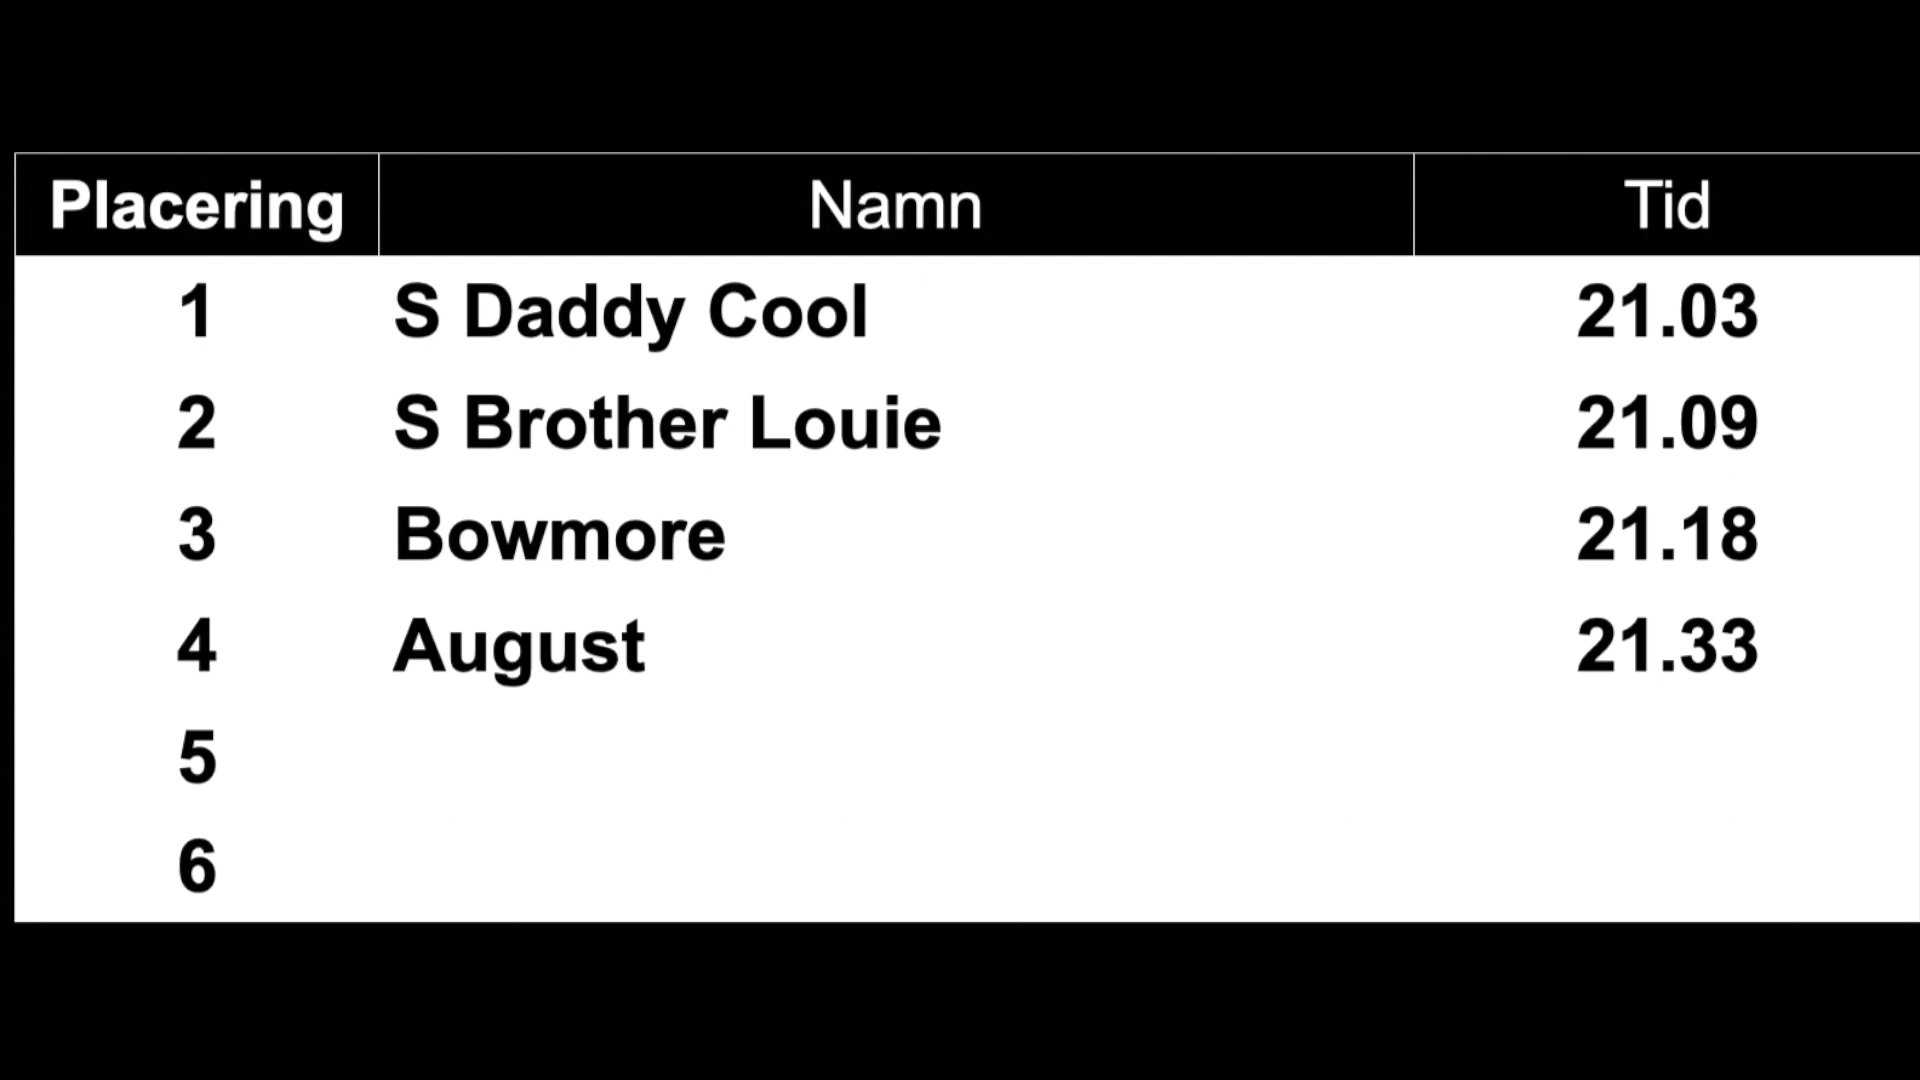 Placering Namn Tid
1 S Daddy Cool 21.03
2 S Brother Louie 21.09
3 Bowmore 21.18
4 August 21.33
5
6